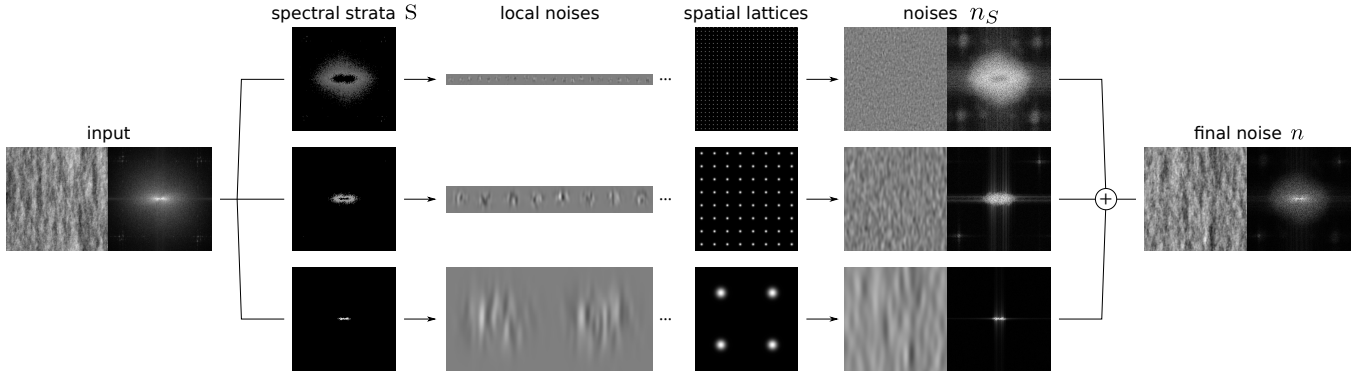 spectral strata S
local noises
spatial lattices
noises n_S
input
final noise n
...
...
...
+